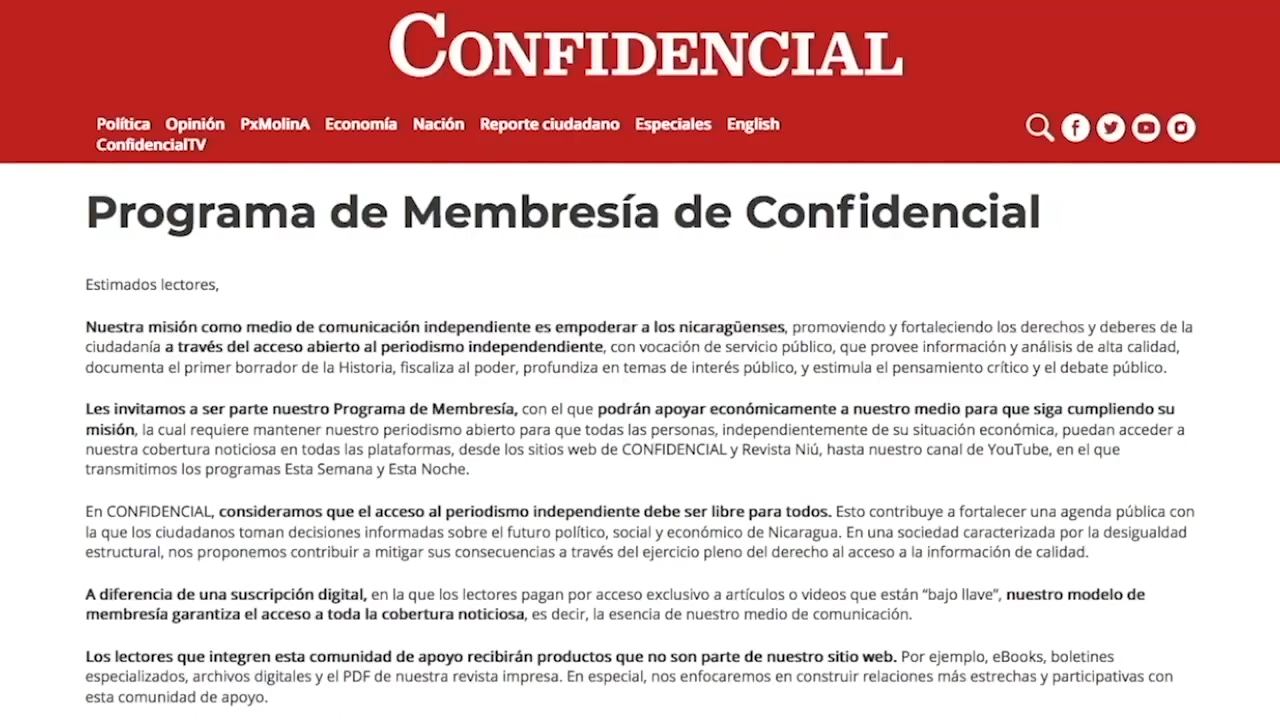 CONFIDENCIAL
Política Opinión PxMolinA Economía Nación Reporte ciudadano Especiales English
ConfidencialTV
Programa de Membresía de Confidencial
Estimados lectores,
Nuestra misión como medio de comunicación independiente es empoderar a los nicaragüenses, promoviendo y fortaleciendo los derechos y deberes de la
ciudadanía a través del acceso abierto al periodismo independendiente, con vocación de servicio público, que provee información y análisis de alta calidad,
documenta el primer borrador de la Historia, fiscaliza al poder, profundiza en temas de interés público, y estimula el pensamiento crítico y el debate público.
Les invitamos a ser parte nuestro Programa de Membresía, con el que podrán apoyar económicamente a nuestro medio para que siga cumpliendo su
misión, la cual requiere mantener nuestro periodismo abierto para que todas las personas, independientemente de su situación económica, puedan acceder a
nuestra cobertura noticiosa en todas las plataformas, desde los sitios web de CONFIDENCIAL y Revista Niú, hasta nuestro canal de YouTube, en el que
transmitimos los programas Esta Semana y Esta Noche.
En CONFIDENCIAL, consideramos que el acceso al periodismo independiente debe ser libre para todos. Esto contribuye a fortalecer una agenda pública con
la que los ciudadanos toman decisiones informadas sobre el futuro político, social y económico de Nicaragua. En una sociedad caracterizada por la desigualdad
estructural, nos proponemos contribuir a mitigar sus consecuencias a través del ejercicio pleno del derecho al acceso a la información de calidad.
A diferencia de una suscripción digital, en la que los lectores pagan por acceso exclusivo a artículos o videos que están “bajo llave”, nuestro modelo de
membresía garantiza el acceso a toda la cobertura noticiosa, es decir, la esencia de nuestro medio de comunicación.
Los lectores que integren esta comunidad de apoyo recibirán productos que no son parte de nuestro sitio web. Por ejemplo, eBooks, boletines
especializados, archivos digitales y el PDF de nuestra revista impresa. En especial, nos enfocaremos en construir relaciones más estrechas y participativas con
esta comunidad de apoyo.